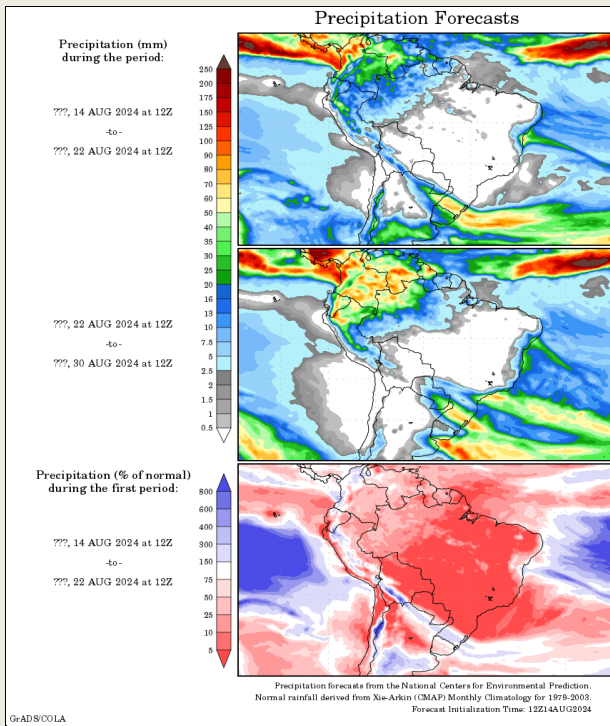 Precipitation Forecasts
Precipitation (mm)
during the period:
???, 14 AUG 2024 at 12Z
-to-
???, 22 AUG 2024 at 12Z
250
200
175
150
125
100
90
80
70
60
50
40
35
30
25
20
16
13
10
7.5
5
2.5
2
1.5
1
0.5
???, 22 AUG 2024 at 12Z
-to-
???, 30 AUG 2024 at 12Z
Precipitation (% of normal)
during the first period:
???, 14 AUG 2024 at 12Z
-to-
???, 22 AUG 2024 at 12Z
800
600
400
300
150
75
50
25
10
5
Precipitation forecasts from the National Centers for Environmental Prediction.
Normal rainfall derived from Xie-Arkin (CMAP) Monthly Climatology for 1979-2003.
Forecast Initialization Time: 12Z14AUG2024
GrADS/COLA